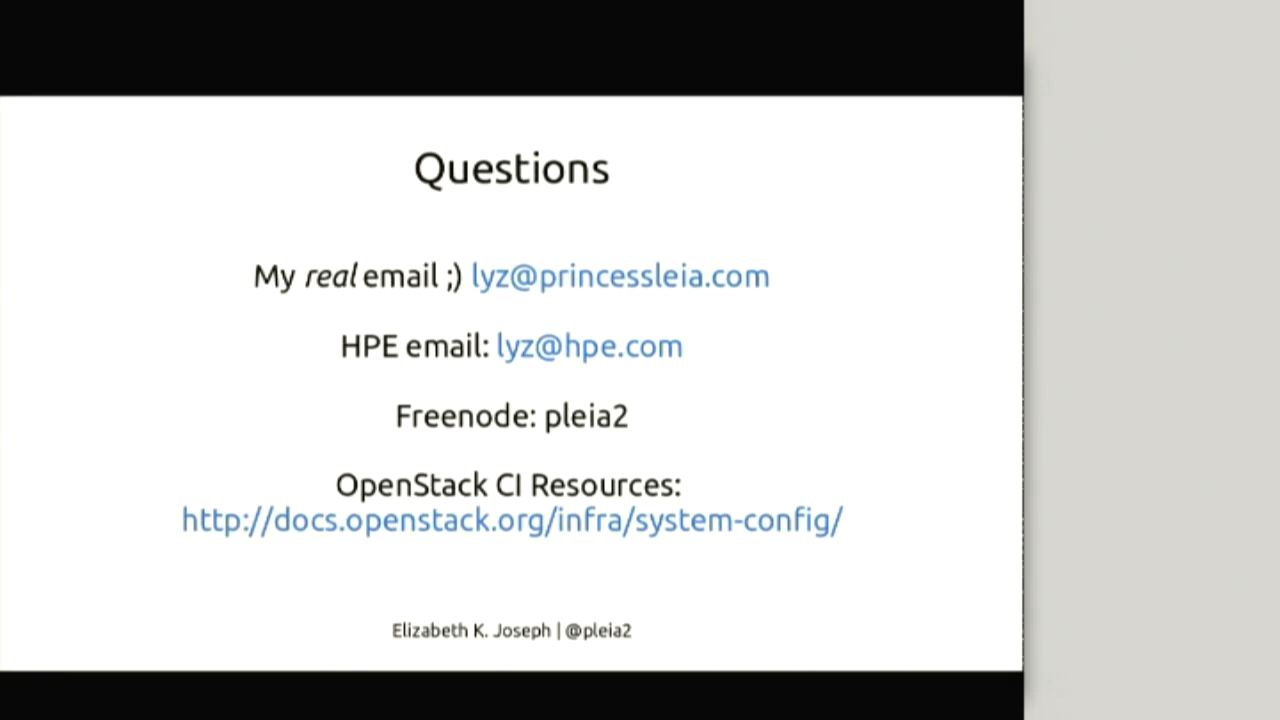 Questions
My real email ;) lyz@princessleia.com
HPE email: lyz@hpe.com
Freenode: pleia2
OpenStack CI Resources:
http://docs.openstack.org/infra/system-config/
Elizabeth K. Joseph | @pleia2